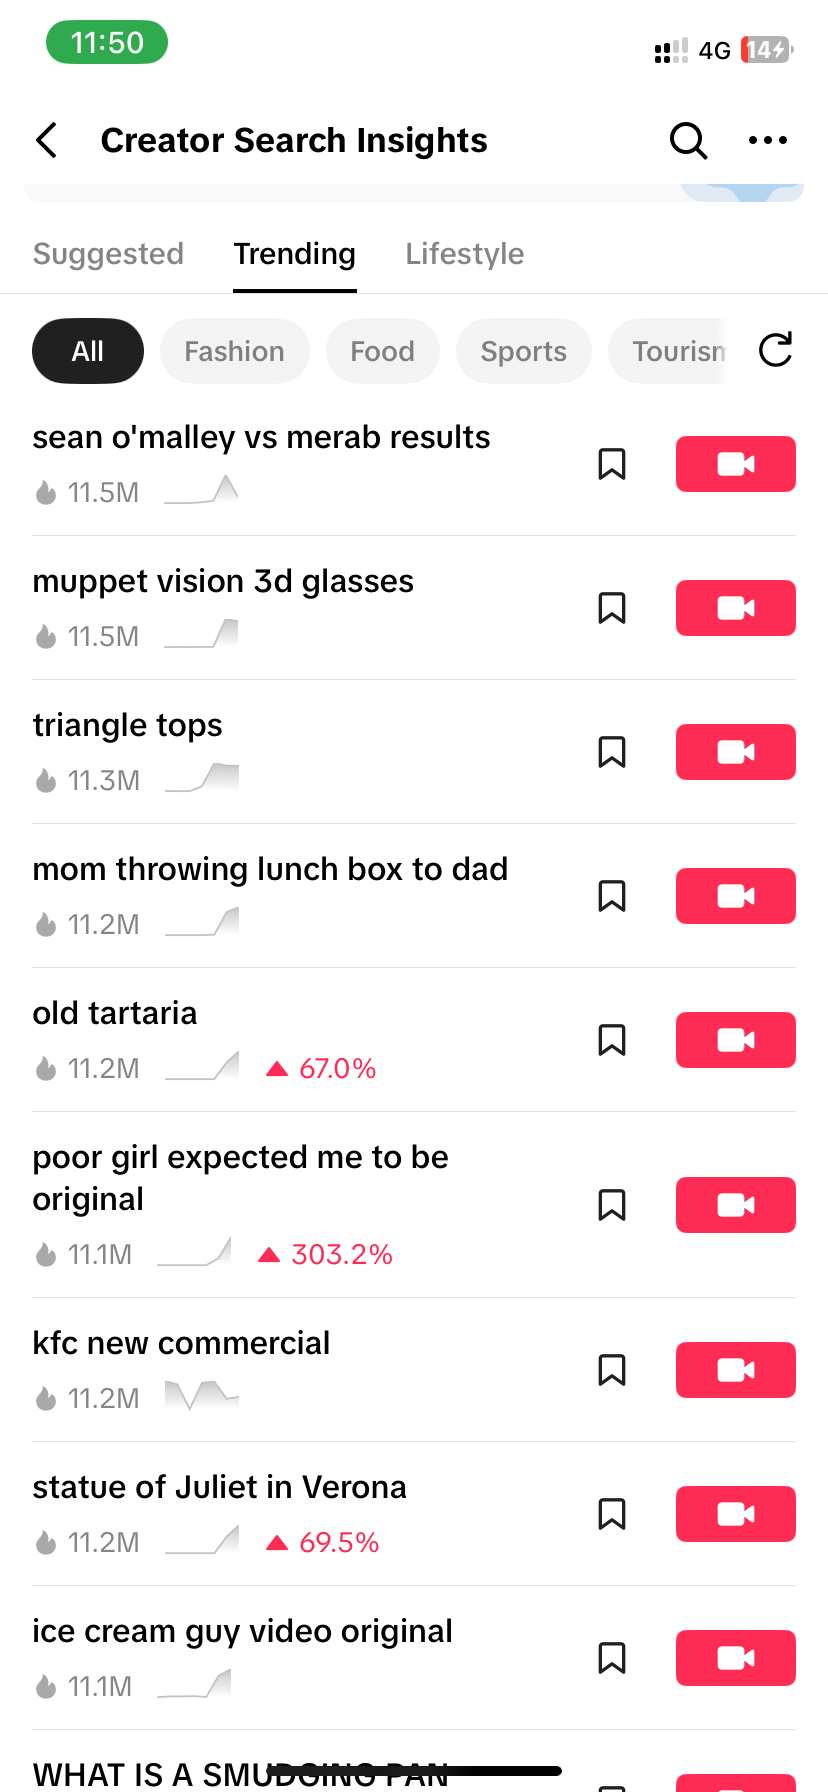 11:50
4G
14
Creator Search Insights
Suggested Trending Lifestyle
All Fashion Food Sports Tourism
sean o'malley vs merab results
11.5M
muppet vision 3d glasses
11.5M
triangle tops
11.3M
mom throwing lunch box to dad
11.2M
old tartaria
11.2M 67.0%
poor girl expected me to be
original
11.1M 303.2%
kfc new commercial
11.2M
statue of Juliet in Verona
11.2M 69.5%
ice cream guy video original
11.1M
WHAT IS A SMUDGING PAN